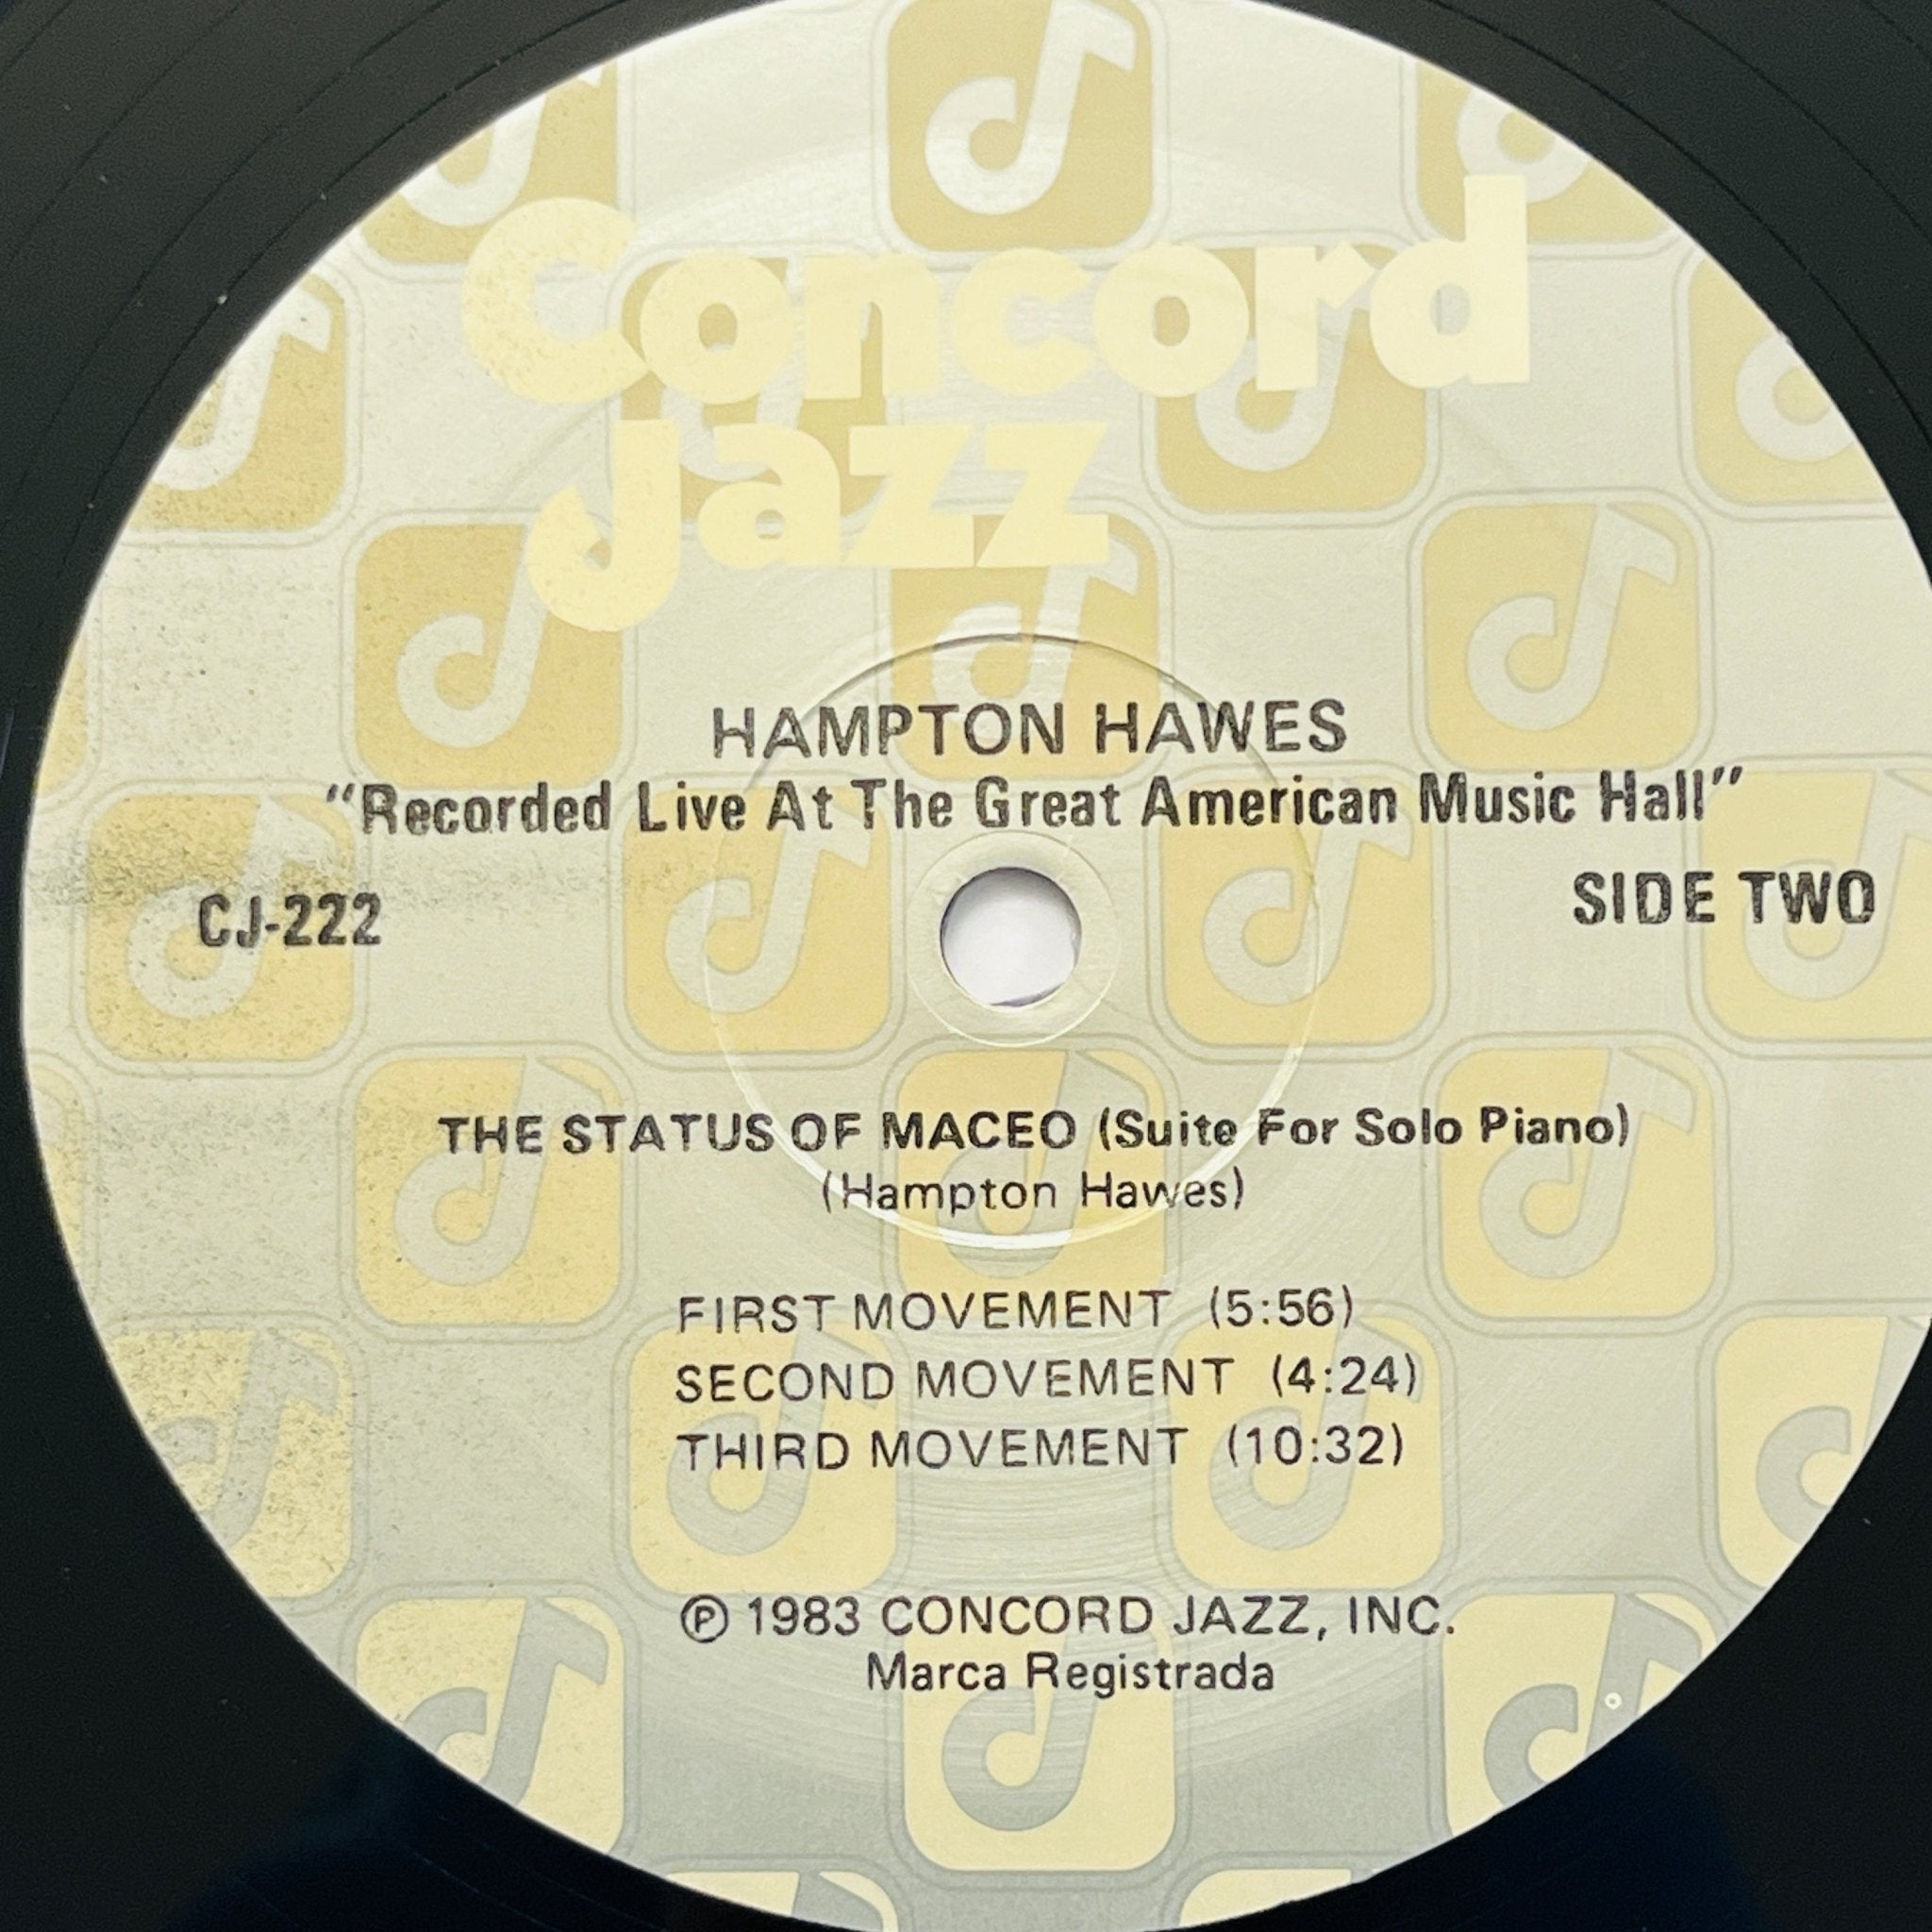 Concord
Jazz
HAMPTON HAWES
"Recorded Live At The Great American Music Hall"
CJ-222
SIDE TWO
THE STATUS OF MACEO (Suite For Solo Piano)
(Hampton Hawes)
FIRST MOVEMENT (5:56)
SECOND MOVEMENT (4:24)
THIRD MOVEMENT (10:32)
℗ 1983 CONCORD JAZZ, INC.
Marca Registrada